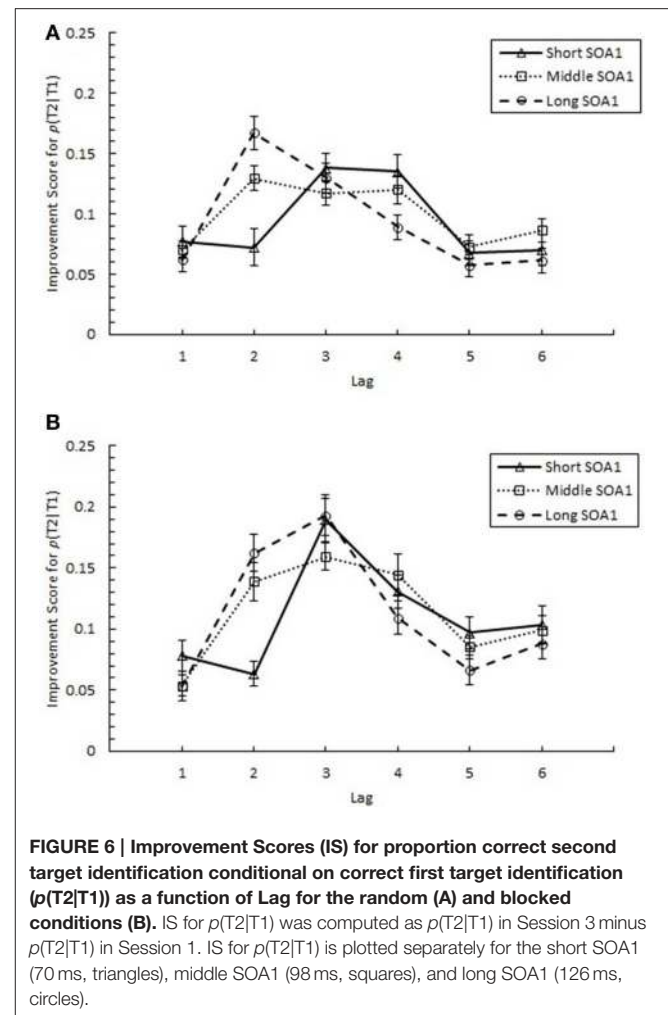 A
Short SOA1
Middle SOA1
Long SOA1
Improvement Score for p(T2|T1)
0.25
0.2
0.15
0.1
0.05
0
1 2 3 4 5 6
Lag
B
Short SOA1
Middle SOA1
Long SOA1
Improvement Score for p(T2|T1)
0.25
0.2
0.15
0.1
0.05
0
1 2 3 4 5 6
Lag
FIGURE 6 | Improvement Scores (IS) for proportion correct second
target identification conditional on correct first target identification
(p(T2|T1)) as a function of Lag for the random (A) and blocked
conditions (B). IS for p(T2|T1) was computed as p(T2|T1) in Session 3 minus
p(T2|T1) in Session 1. IS for p(T2|T1) is plotted separately for the short SOA1
(70 ms, triangles), middle SOA1 (98 ms, squares), and long SOA1 (126 ms,
circles).